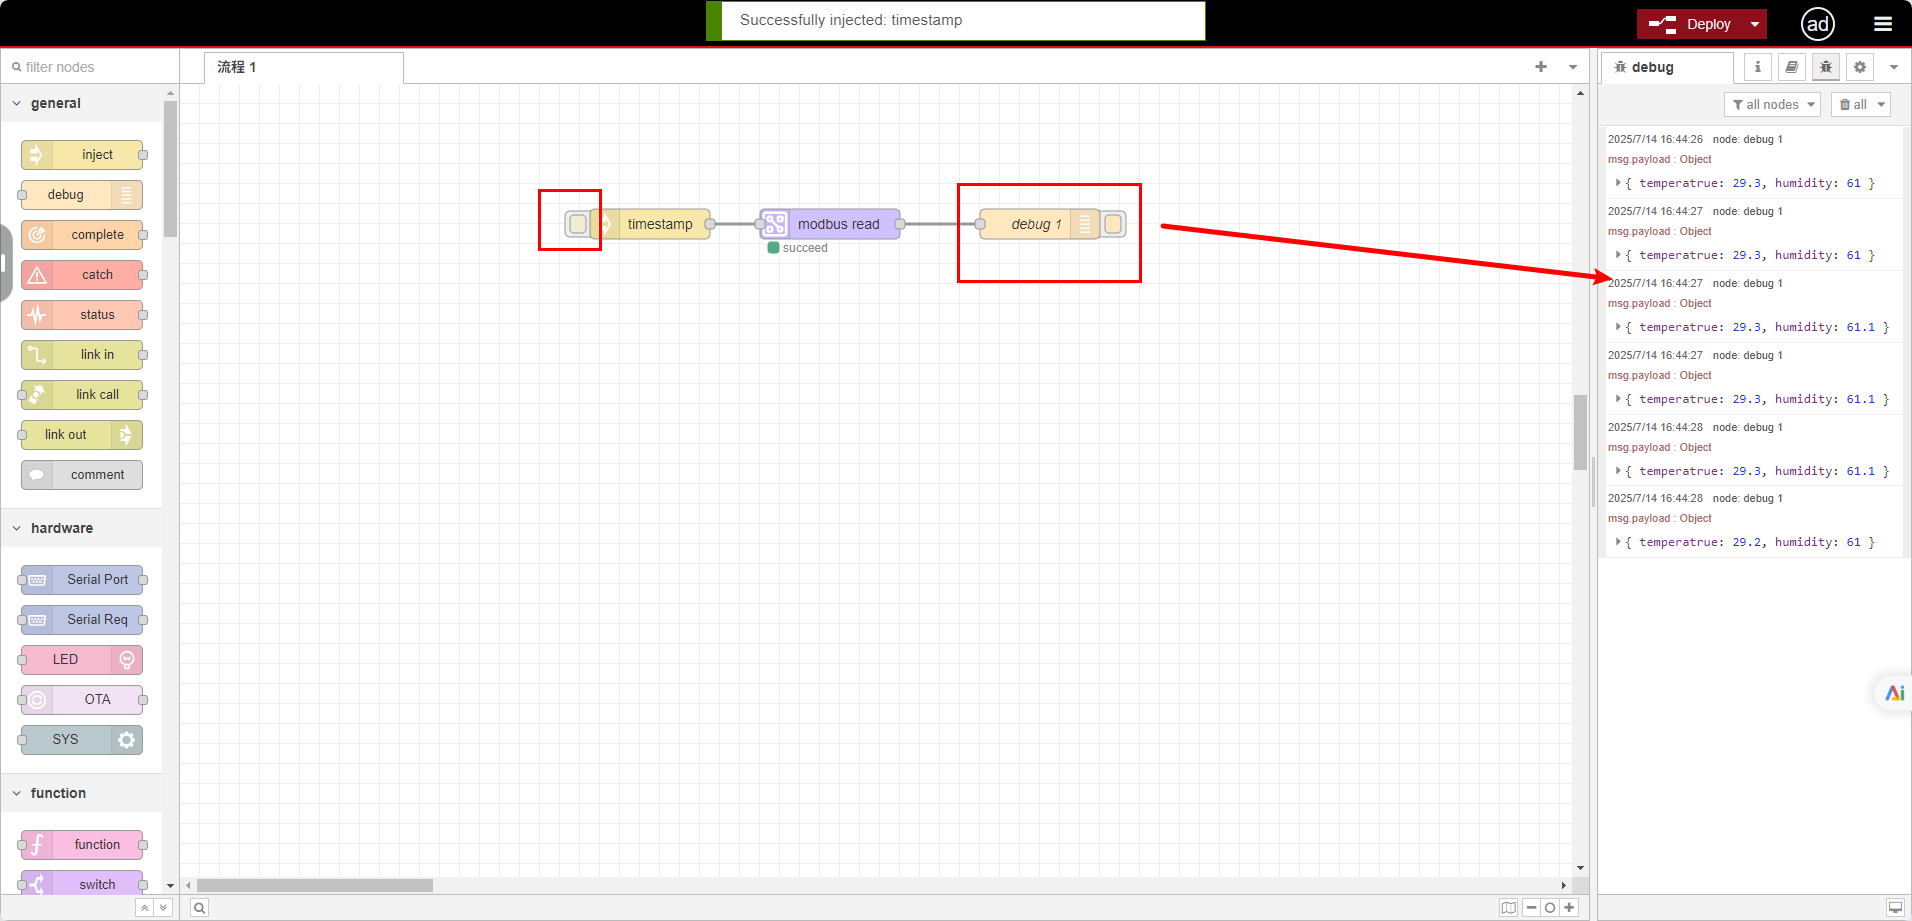 Successfully injected: timestamp
Deploy
ad
filter nodes
流程 1
debug
i
general
all nodes
all
inject
debug
complete
catch
status
link in
link call
link out
comment
hardware
Serial Port
Serial Req
LED
OTA
SYS
function
function
switch
timestamp
modbus read
succeed
debug 1
2025/7/14 16:44:26 node: debug 1
msg.payload : Object
{ temperatrue: 29.3, humidity: 61 }
2025/7/14 16:44:27 node: debug 1
msg.payload : Object
{ temperatrue: 29.3, humidity: 61 }
2025/7/14 16:44:27 node: debug 1
msg.payload : Object
{ temperatrue: 29.3, humidity: 61.1 }
2025/7/14 16:44:27 node: debug 1
msg.payload : Object
{ temperatrue: 29.3, humidity: 61.1 }
2025/7/14 16:44:28 node: debug 1
msg.payload : Object
{ temperatrue: 29.3, humidity: 61.1 }
2025/7/14 16:44:28 node: debug 1
msg.payload : Object
{ temperatrue: 29.2, humidity: 61 }
Ai